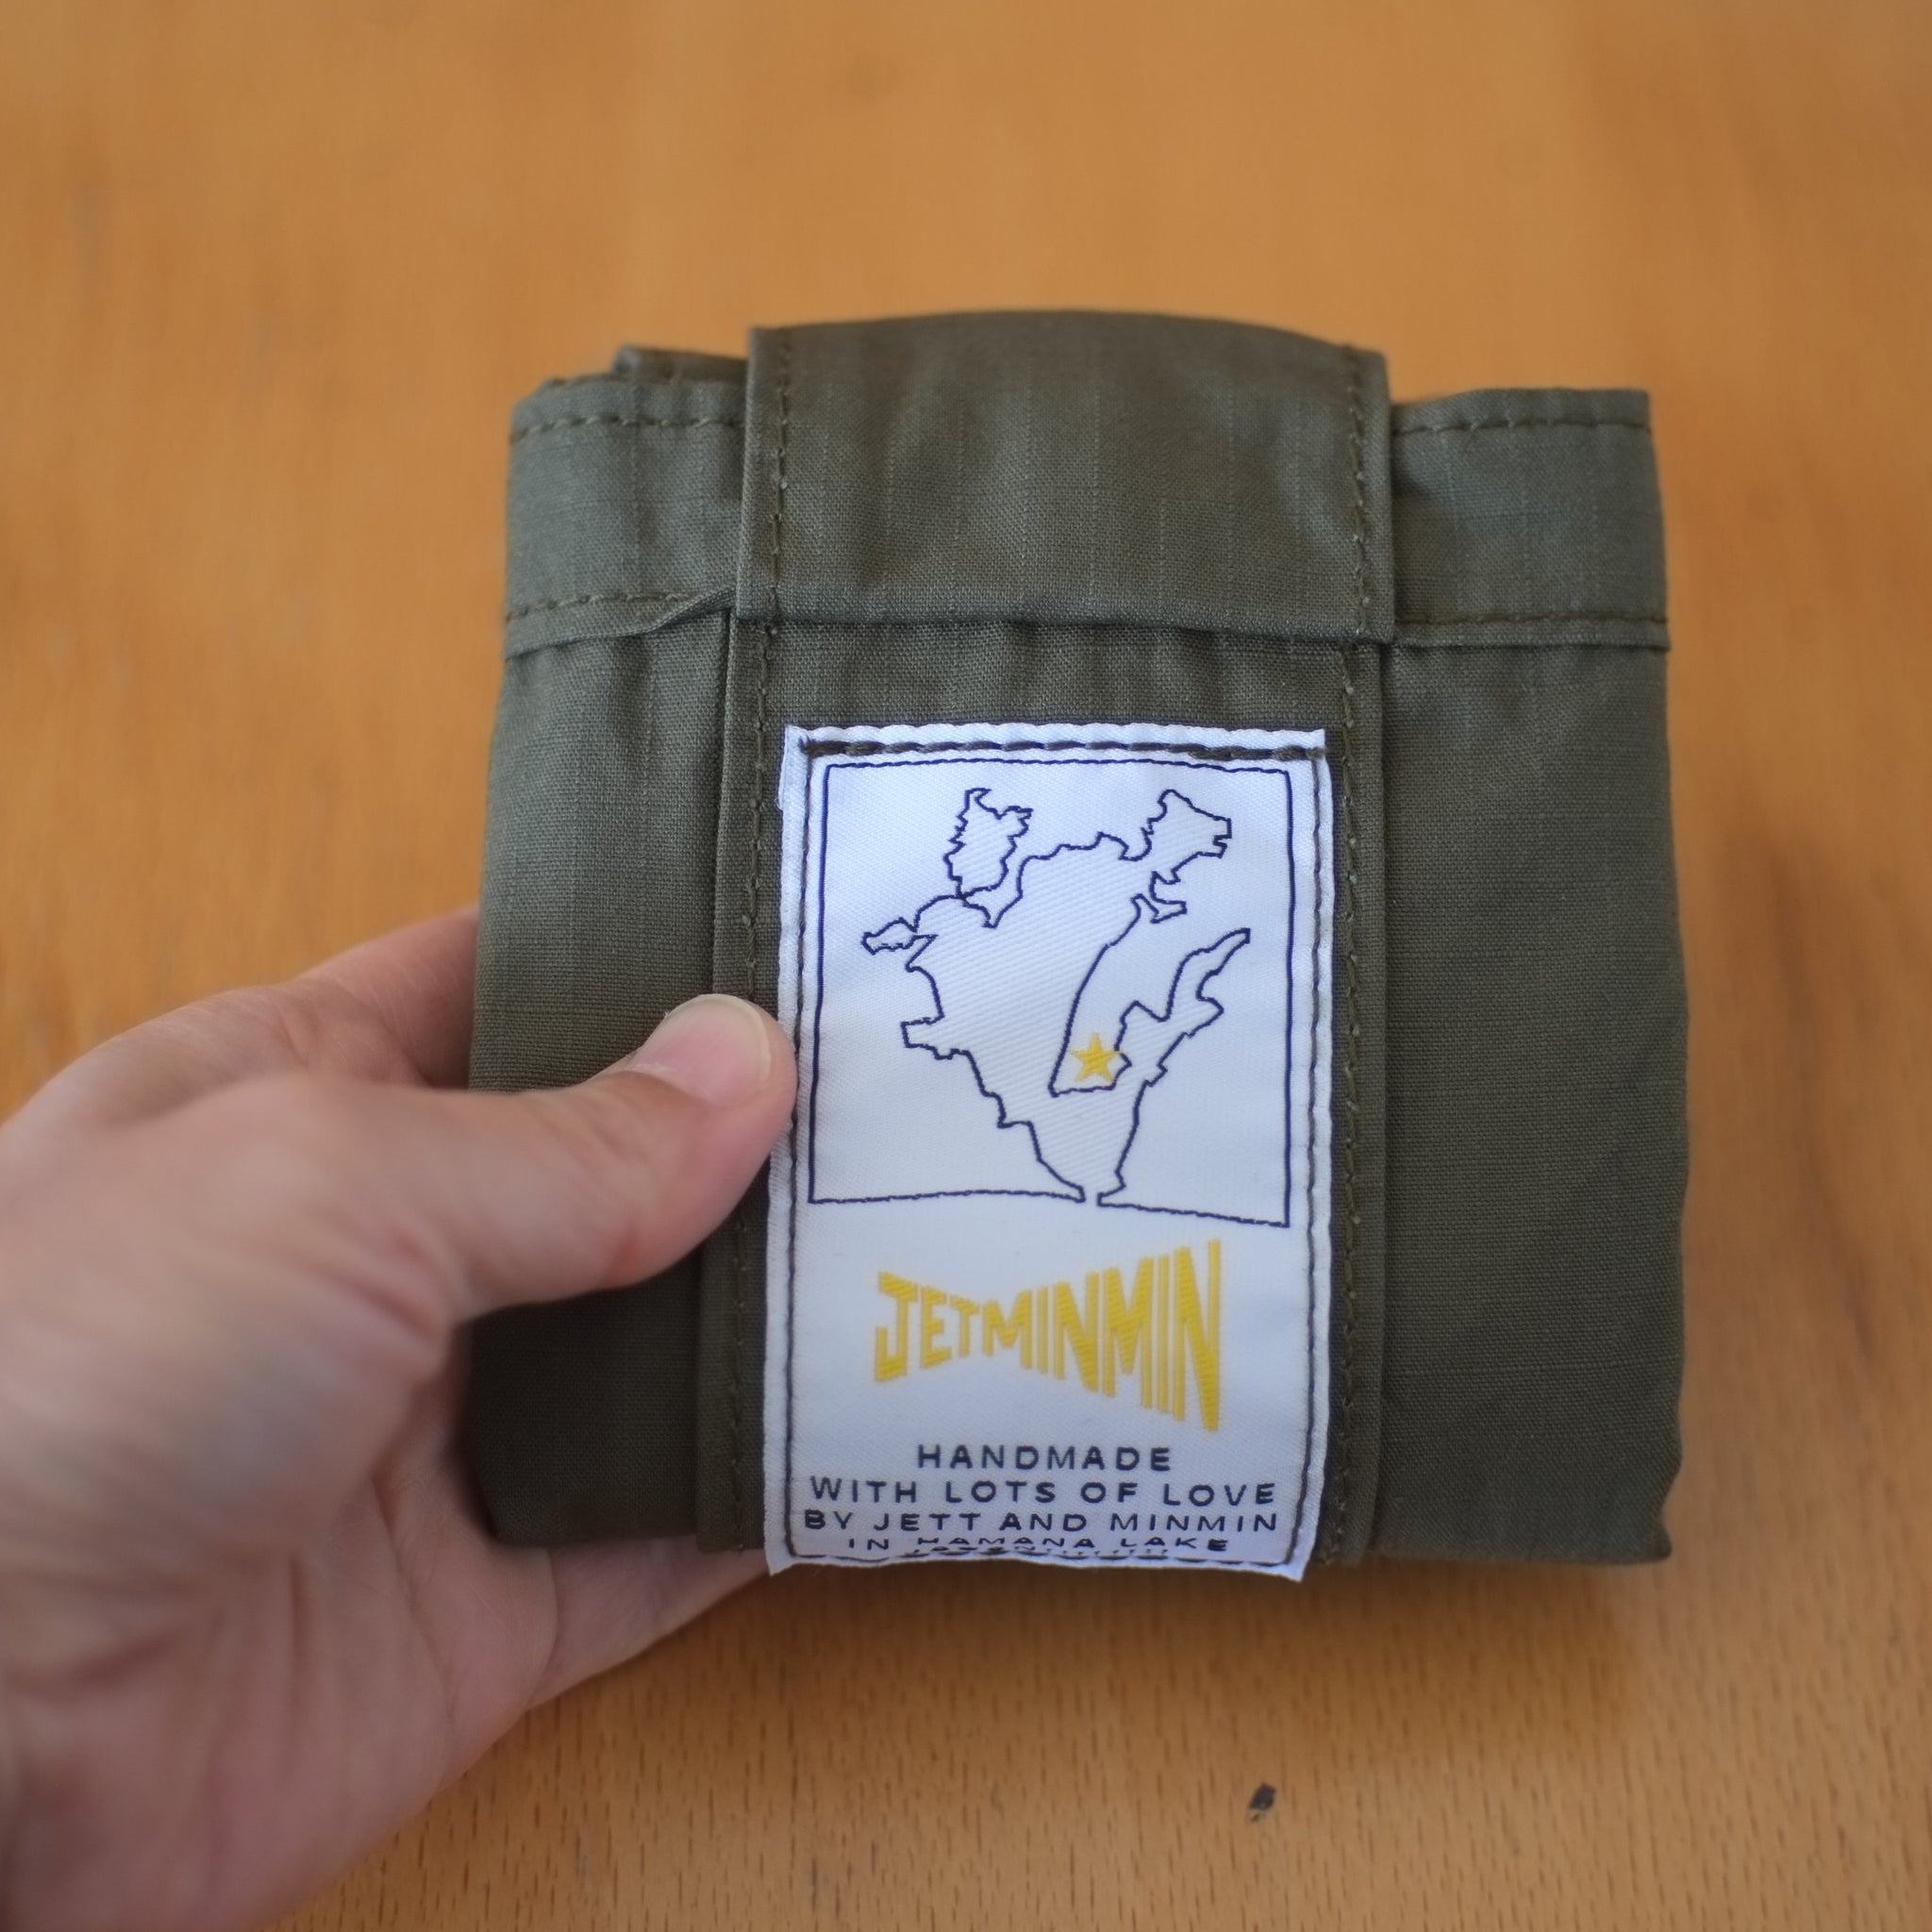 JETMINMIN
HANDMADE
WITH LOTS OF LOVE
BY JETT AND MINMIN
IN HAMANA LAKE